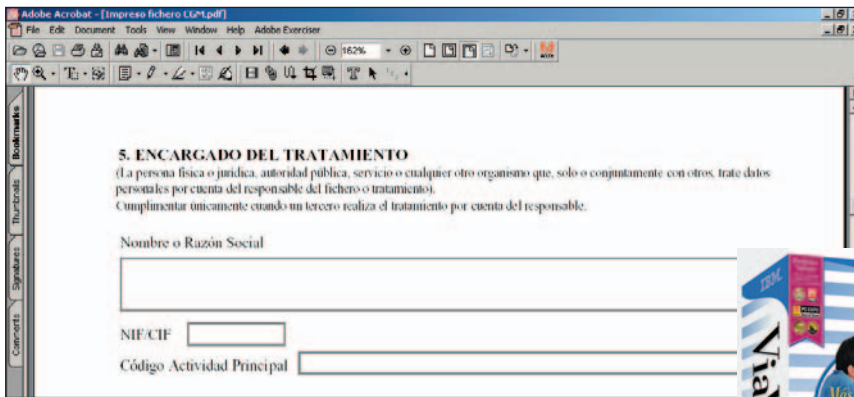 Adobe Acrobat - [Impreso fichero CGM.pdf]
File Edit Document Tools View Window Help Adobe Exerciser
162%
Bookmarks
Thumbnails
Signatures
Comments
5. ENCARGADO DEL TRATAMIENTO
(La persona física o jurídica, autoridad pública, servicio o cualquier otro organismo que, solo o conjuntamente con otros, trate datos
personales por cuenta del responsable del fichero o tratamiento).
Cumplimentar únicamente cuando un tercero realiza el tratamiento por cuenta del responsable.
Nombre o Razón Social
NIF/CIF
Código Actividad Principal
IBM